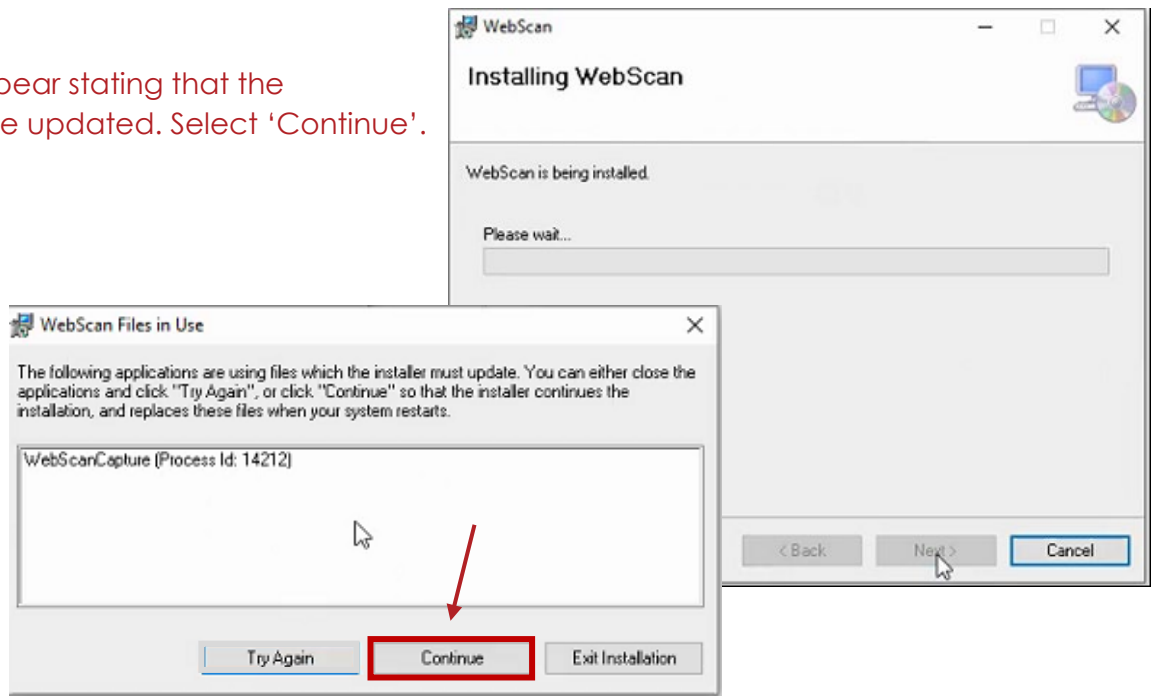 WebScan
Installing WebScan
pear stating that the
e updated. Select ‘Continue’.
WebScan is being installed.
Please wait...
WebScan Files in Use
The following applications are using files which the installer must update. You can either close the
applications and click "Try Again", or click "Continue" so that the installer continues the
installation, and replaces these files when your system restarts.
WebScanCapture (Process Id: 14212)
< Back Next > Cancel
Try Again Continue Exit Installation